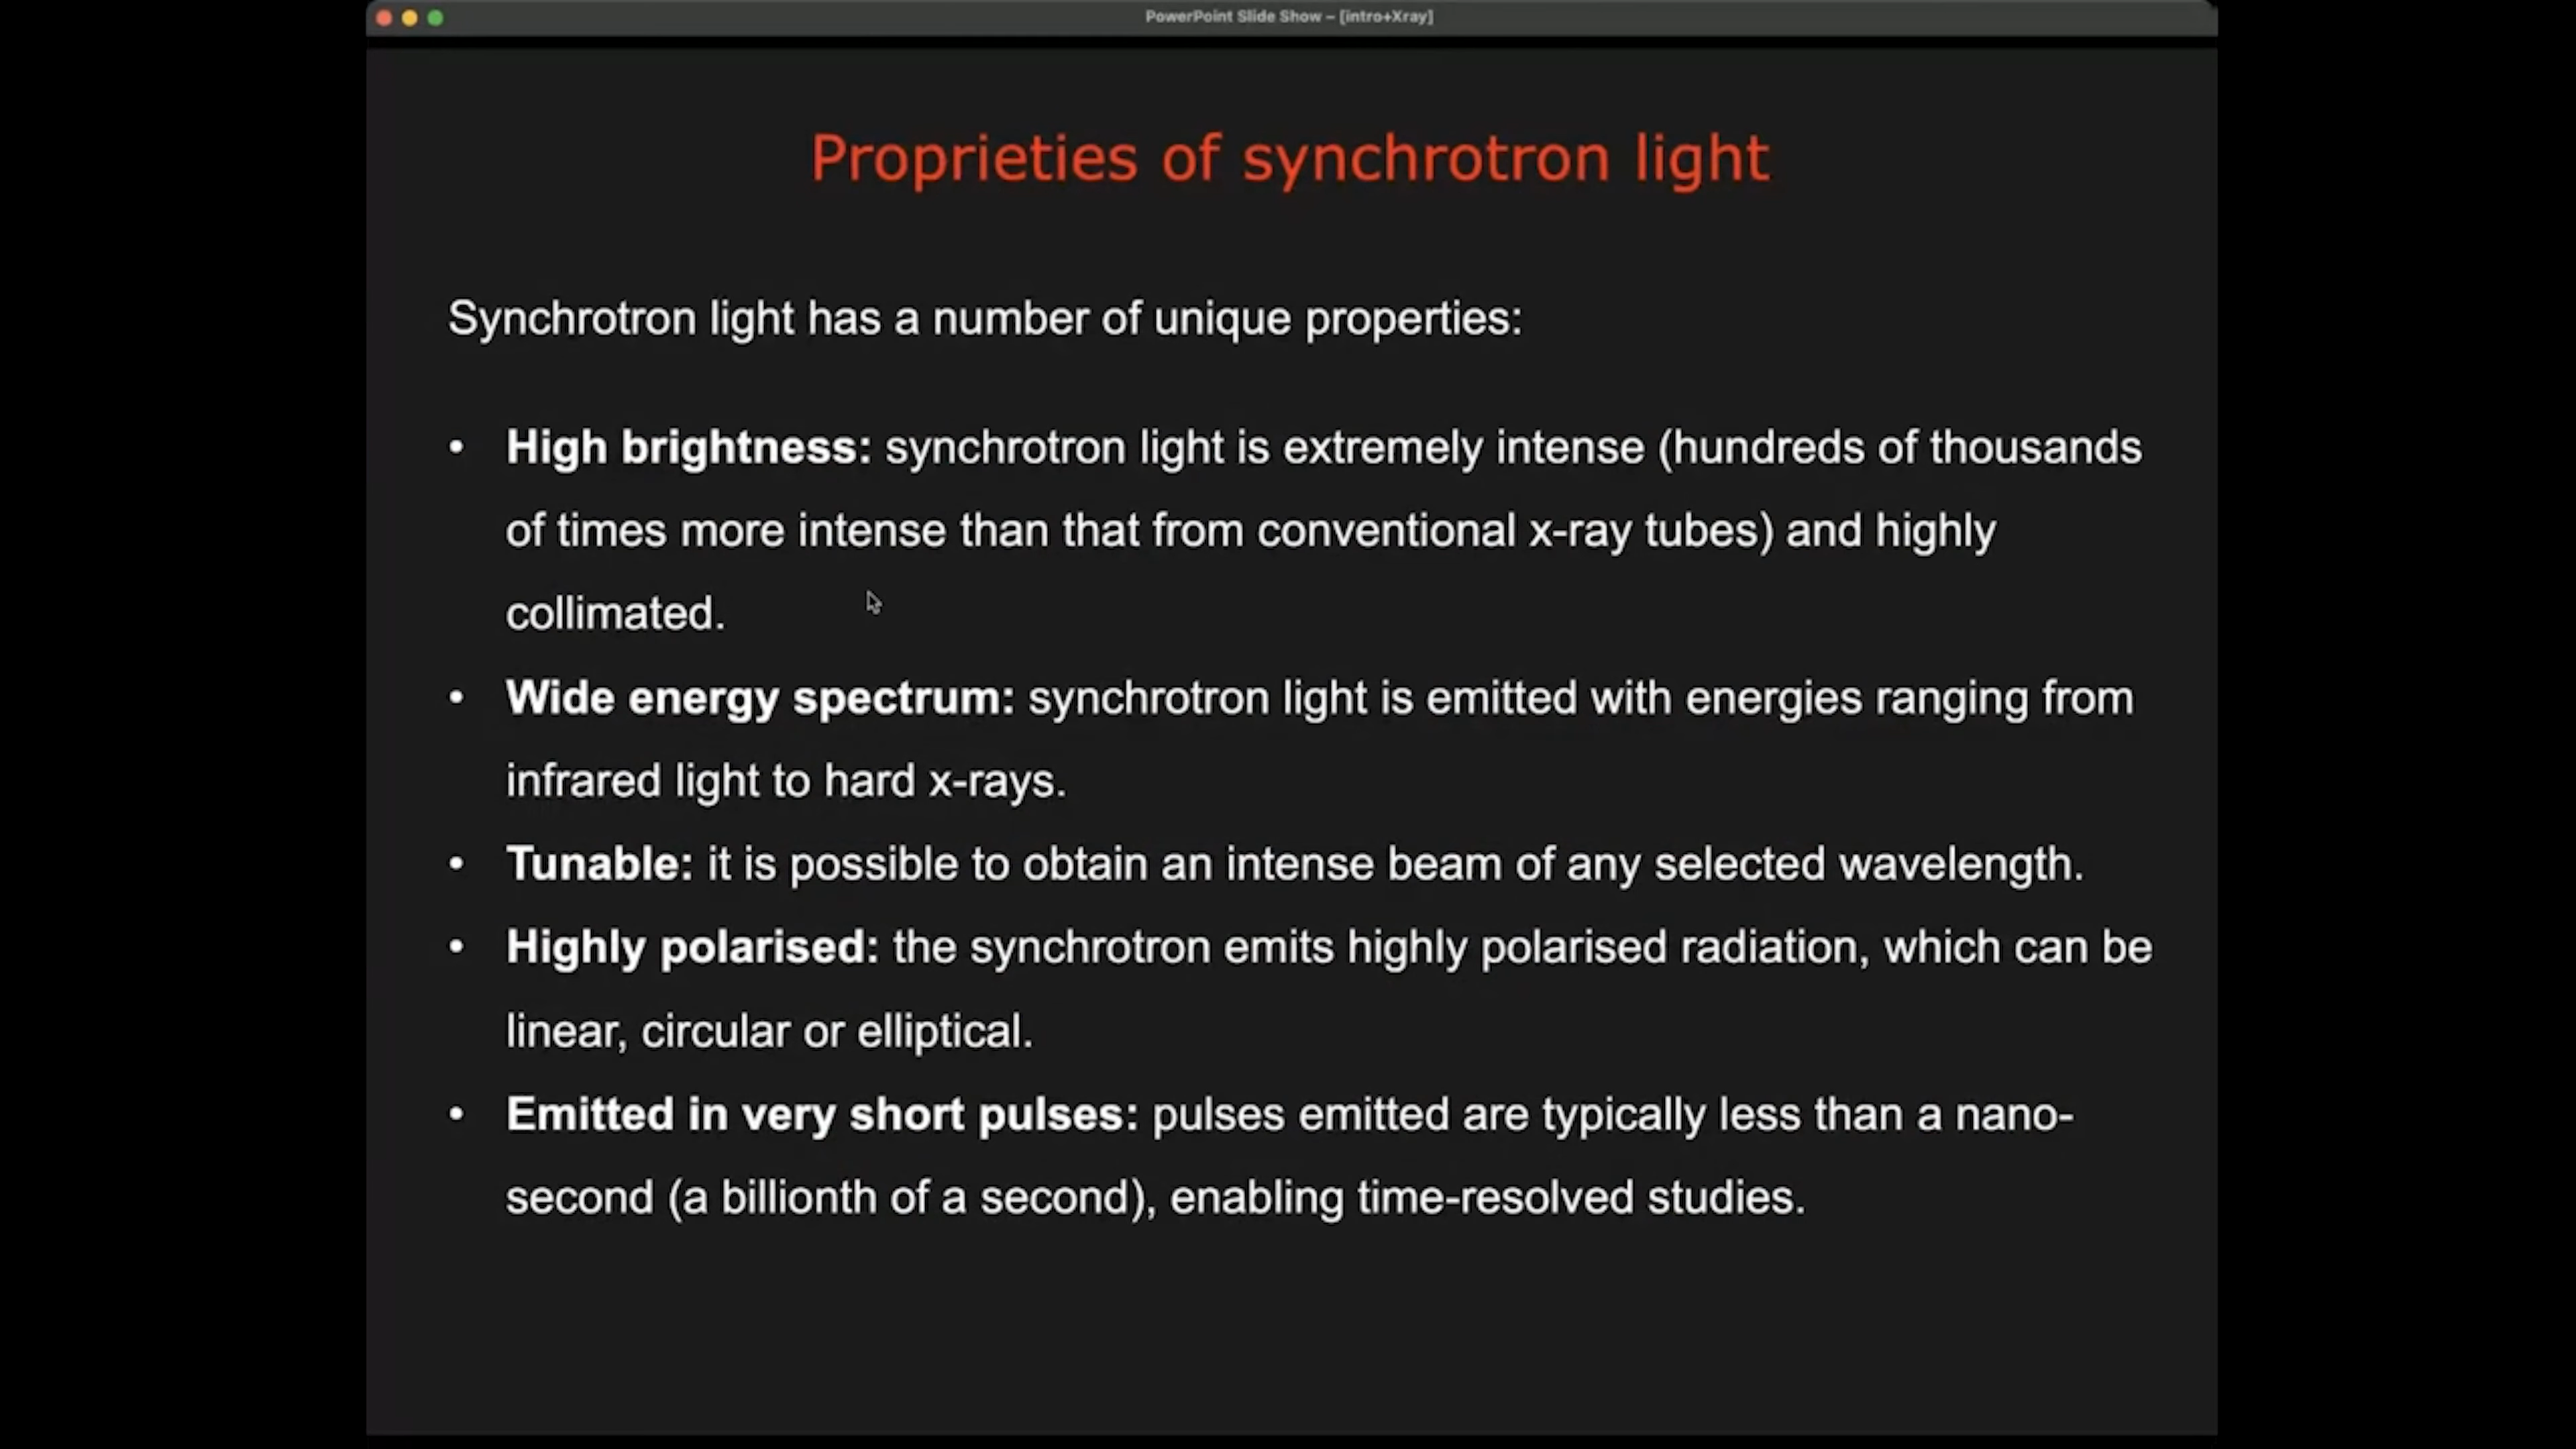 PowerPoint Slide Show – [intro+Xray]
Proprieties of synchrotron light
Synchrotron light has a number of unique properties:
• High brightness: synchrotron light is extremely intense (hundreds of thousands
of times more intense than that from conventional x-ray tubes) and highly
collimated.
• Wide energy spectrum: synchrotron light is emitted with energies ranging from
infrared light to hard x-rays.
• Tunable: it is possible to obtain an intense beam of any selected wavelength.
• Highly polarised: the synchrotron emits highly polarised radiation, which can be
linear, circular or elliptical.
• Emitted in very short pulses: pulses emitted are typically less than a nano-
second (a billionth of a second), enabling time-resolved studies.